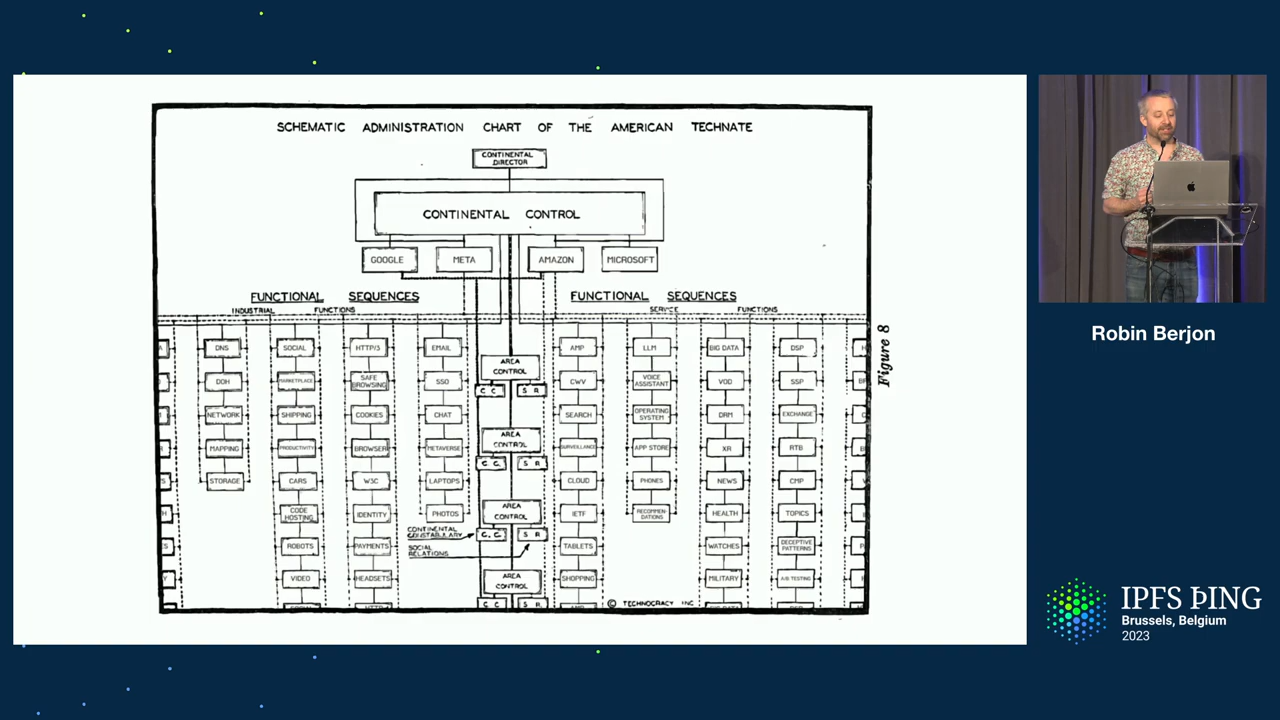 SCHEMATIC ADMINISTRATION CHART OF THE AMERICAN TECHNATE
CONTINENTAL
DIRECTOR
CONTINENTAL CONTROL
GOOGLE
META
AMAZON
MICROSOFT
FUNCTIONAL SEQUENCES
INDUSTRIAL FUNCTIONS
FUNCTIONAL SEQUENCES
SERVICE FUNCTIONS
DNS
DOH
NETWORK
MAPPING
STORAGE
SOCIAL
MARKETPLACE
SHIPPING
PRODUCTIVITY
CARS
CODE
HOSTING
ROBOTS
VIDEO
HTTP/3
SAFE
BROWSING
COOKIES
BROWSER
W3C
IDENTITY
PAYMENTS
HEADSETS
EMAIL
SSO
CHAT
METAVERSE
LAPTOPS
PHOTOS
CONTINENTAL
CONSTABULARY
SOCIAL
RELATIONS
AREA
CONTROL
C. C.
S R
AREA
CONTROL
C. C.
S R
AREA
CONTROL
C. C.
S R
AREA
CONTROL
C C
S R
AMP
CWV
SEARCH
SURVEILLANCE
CLOUD
IETF
TABLETS
SHOPPING
LLM
VOICE
ASSISTANT
OPERATING
SYSTEM
APP STORE
PHONES
RECOMMEN-
DATIONS
BIG DATA
VOD
DRM
XR
NEWS
HEALTH
WATCHES
MILITARY
DSP
SSP
EXCHANGE
RTB
CMP
TOPICS
DECEPTIVE
PATTERNS
A/B TESTING
© TECHNOCRACY INC
Figure 8
Robin Berjon
IPFS ÞING
Brussels, Belgium
2023